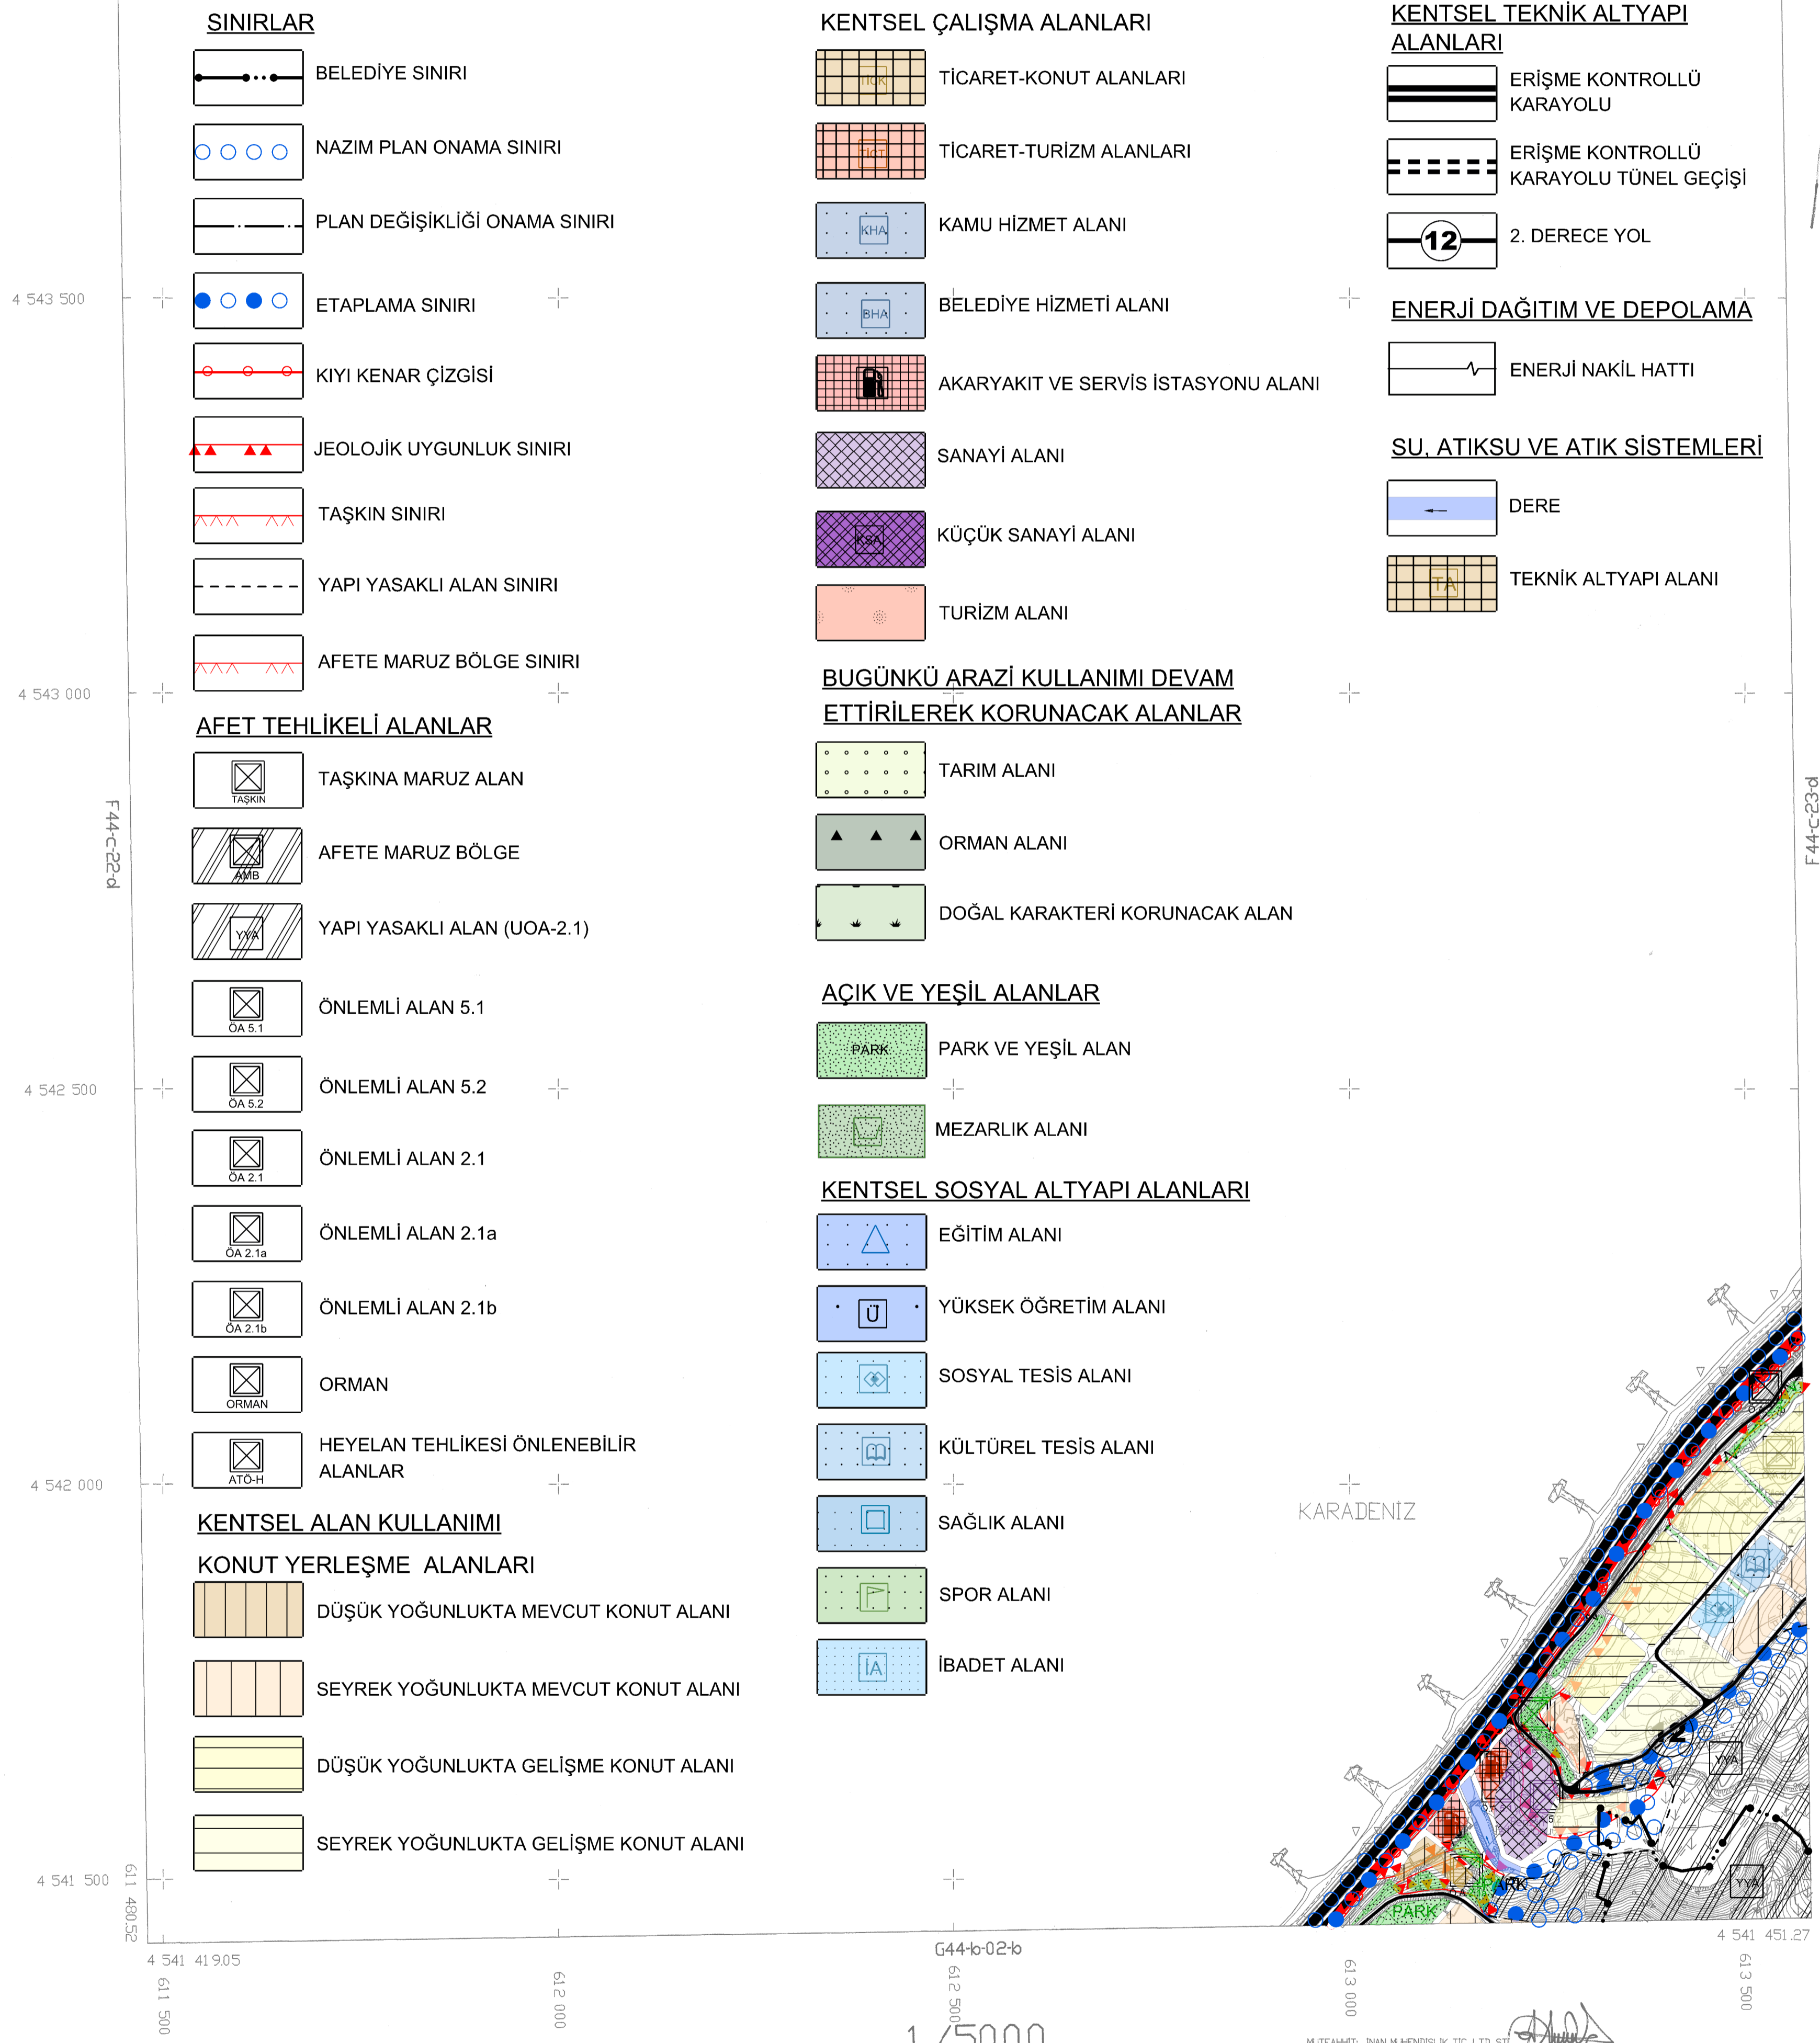 SINIRLAR
BELEDİYE SINIRI
NAZIM PLAN ONAMA SINIRI
PLAN DEĞİŞİKLİĞİ ONAMA SINIRI
ETAPLAMA SINIRI
KIYI KENAR ÇİZGİSİ
JEOLOJİK UYGUNLUK SINIRI
TAŞKIN SINIRI
YAPI YASAKLI ALAN SINIRI
AFETE MARUZ BÖLGE SINIRI
AFET TEHLİKELİ ALANLAR
TAŞKIN TAŞKINA MARUZ ALAN
AMB AFETE MARUZ BÖLGE
YYA YAPI YASAKLI ALAN (UOA-2.1)
ÖA 5.1 ÖNLEMLİ ALAN 5.1
ÖA 5.2 ÖNLEMLİ ALAN 5.2
ÖA 2.1 ÖNLEMLİ ALAN 2.1
ÖA 2.1a ÖNLEMLİ ALAN 2.1a
ÖA 2.1b ÖNLEMLİ ALAN 2.1b
ORMAN ORMAN
ATÖ-H HEYELAN TEHLİKESİ ÖNLENEBİLİR
ALANLAR
KENTSEL ALAN KULLANIMI
KONUT YERLEŞME ALANLARI
DÜŞÜK YOĞUNLUKTA MEVCUT KONUT ALANI
SEYREK YOĞUNLUKTA MEVCUT KONUT ALANI
DÜŞÜK YOĞUNLUKTA GELİŞME KONUT ALANI
SEYREK YOĞUNLUKTA GELİŞME KONUT ALANI
KENTSEL ÇALIŞMA ALANLARI
TİCK TİCARET-KONUT ALANLARI
TİCT TİCARET-TURİZM ALANLARI
KHA KAMU HİZMET ALANI
BHA BELEDİYE HİZMETİ ALANI
AKARYAKIT VE SERVİS İSTASYONU ALANI
SANAYİ ALANI
KSA KÜÇÜK SANAYİ ALANI
TURİZM ALANI
BUGÜNKÜ ARAZİ KULLANIMI DEVAM
ETTİRİLEREK KORUNACAK ALANLAR
TARIM ALANI
ORMAN ALANI
DOĞAL KARAKTERİ KORUNACAK ALAN
AÇIK VE YEŞİL ALANLAR
PARK PARK VE YEŞİL ALAN
MEZARLIK ALANI
KENTSEL SOSYAL ALTYAPI ALANLARI
EĞİTİM ALANI
Ü YÜKSEK ÖĞRETİM ALANI
SOSYAL TESİS ALANI
KÜLTÜREL TESİS ALANI
SAĞLIK ALANI
SPOR ALANI
İA İBADET ALANI
KENTSEL TEKNİK ALTYAPI
ALANLARI
ERİŞME KONTROLLÜ
KARAYOLU
ERİŞME KONTROLLÜ
KARAYOLU TÜNEL GEÇİŞİ
12 2. DERECE YOL
ENERJİ DAĞITIM VE DEPOLAMA
ENERJİ NAKİL HATTI
SU, ATIKSU VE ATIK SİSTEMLERİ
DERE
TA TEKNİK ALTYAPI ALANI
4 543 500
4 543 000
4 542 500
4 542 000
4 541 500
F44-c-22-d
F44-c-23-d
KARADENİZ
12
YYA
YYA
PARK
PARK
611 480.52
4 541 419.05
G44-b-02-b
4 541 451.27
611 500
612 000
612 500
613 000
613 500
1/5000
MÜTEAHHİT: İNAN MÜHENDİSLİK TİC. LTD. ŞTİ.